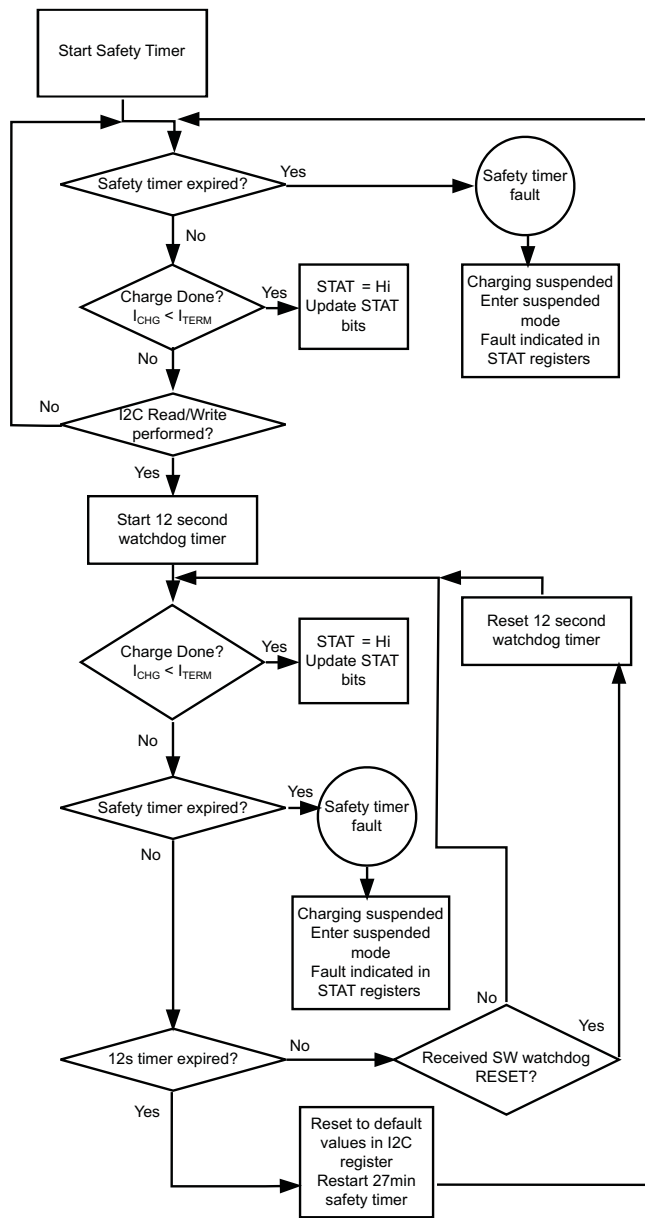 Start Safety Timer
Safety timer expired?
Yes
Safety timer
fault
No
Charging suspended
Enter suspended
mode
Fault indicated in
STAT registers
Charge Done?
I_CHG < I_TERM
Yes
STAT = Hi
Update STAT
bits
No
No
I2C Read/Write
performed?
Yes
Start 12 second
watchdog timer
Reset 12 second
watchdog timer
Charge Done?
I_CHG < I_TERM
Yes
STAT = Hi
Update STAT
bits
No
Safety timer expired?
Yes
Safety timer
fault
No
Charging suspended
Enter suspended
mode
Fault indicated in
STAT registers
No
Yes
12s timer expired?
No
Received SW watchdog
RESET?
Yes
Reset to default
values in I2C
register
Restart 27min
safety timer